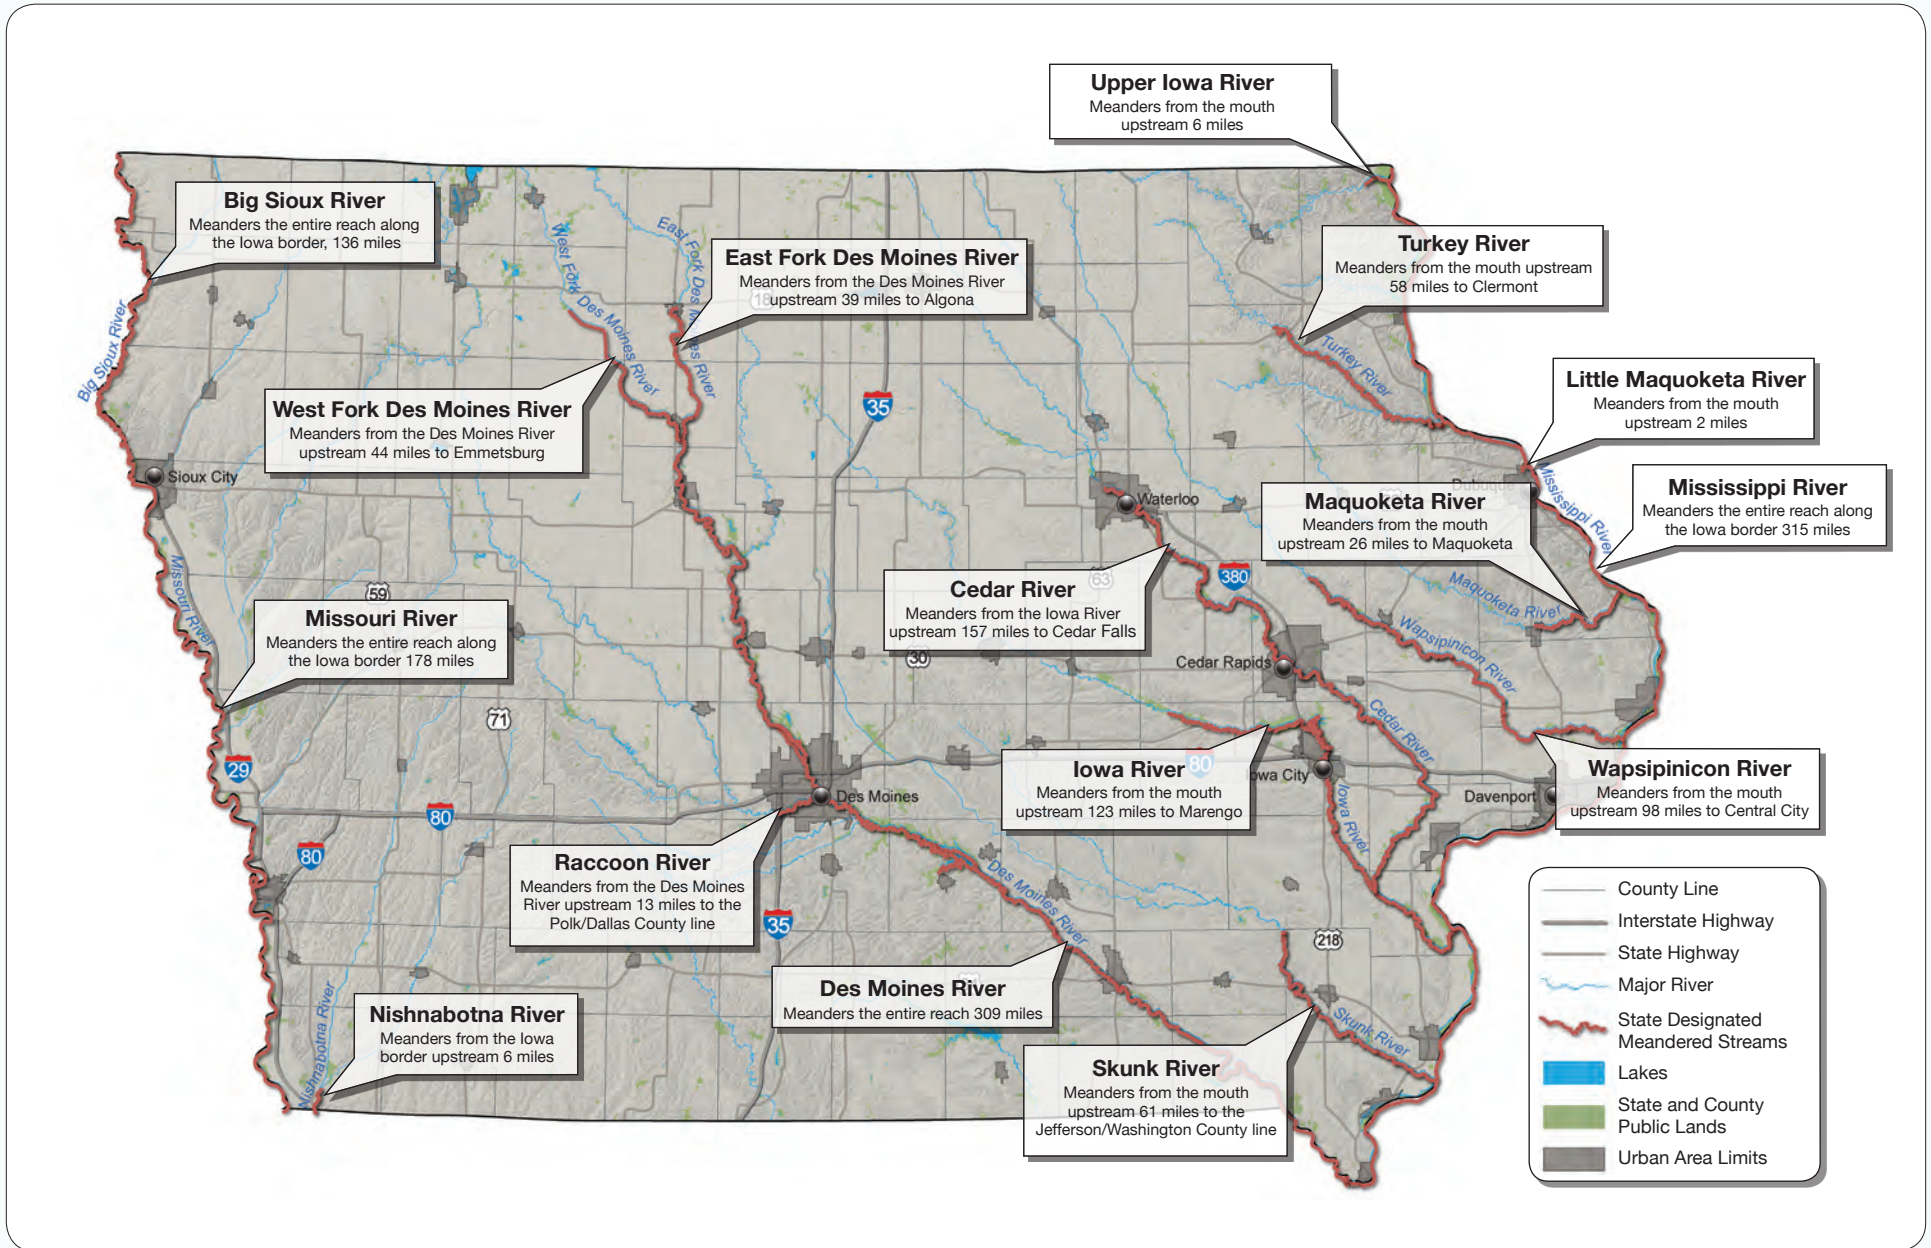 Upper Iowa River
Meanders from the mouth
upstream 6 miles
Big Sioux River
Meanders the entire reach along
the Iowa border, 136 miles
East Fork Des Moines River
Meanders from the Des Moines River
upstream 39 miles to Algona
Turkey River
Meanders from the mouth upstream
58 miles to Clermont
West Fork Des Moines River
East Fork Des Moines River
18
Big Sioux River
Turkey River
Little Maquoketa River
Meanders from the mouth
upstream 2 miles
West Fork Des Moines River
Meanders from the Des Moines River
upstream 44 miles to Emmetsburg
35
Sioux City
Waterloo
Dubuque
Mississippi River
Maquoketa River
Meanders from the mouth
upstream 26 miles to Maquoketa
Mississippi River
Meanders the entire reach along
the Iowa border 315 miles
Missouri River
59
Cedar River
Meanders from the Iowa River
upstream 157 miles to Cedar Falls
63
380
Maquoketa River
Wapsipinicon River
Missouri River
Meanders the entire reach along
the Iowa border 178 miles
30
Cedar Rapids
71
Cedar River
29
Iowa River
Meanders from the mouth
upstream 123 miles to Marengo
80
Iowa City
Iowa River
Wapsipinicon River
Meanders from the mouth
upstream 98 miles to Central City
Davenport
Des Moines
80
80
Raccoon River
Meanders from the Des Moines
River upstream 13 miles to the
Polk/Dallas County line
35
Des Moines River
218
Des Moines River
Meanders the entire reach 309 miles
Nishnabotna River
Nishnabotna River
Meanders from the Iowa
border upstream 6 miles
Skunk River
Skunk River
Meanders from the mouth
upstream 61 miles to the
Jefferson/Washington County line
County Line
Interstate Highway
State Highway
Major River
State Designated
Meandered Streams
Lakes
State and County
Public Lands
Urban Area Limits